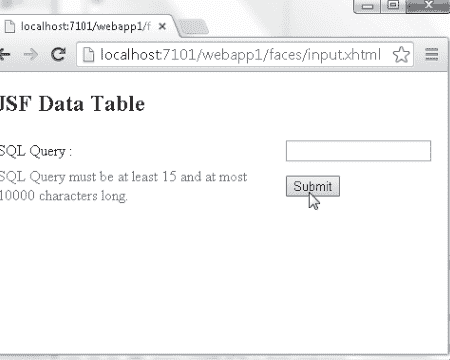 localhost:7101/webapp1/f
localhost:7101/webapp1/faces/input.xhtml
JSF Data Table
SQL Query :
SQL Query must be at least 15 and at most
10000 characters long.
Submit